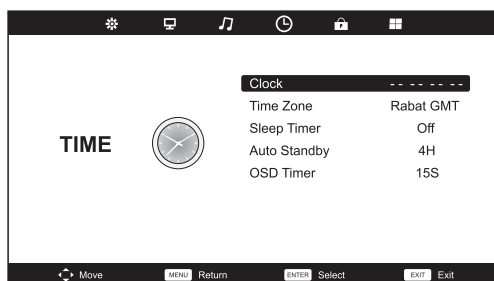 Clock -- -- -- --
Time Zone Rabat GMT
Sleep Timer Off
TIME
Auto Standby 4H
OSD Timer 15S
Move MENU Return ENTER Select EXIT Exit